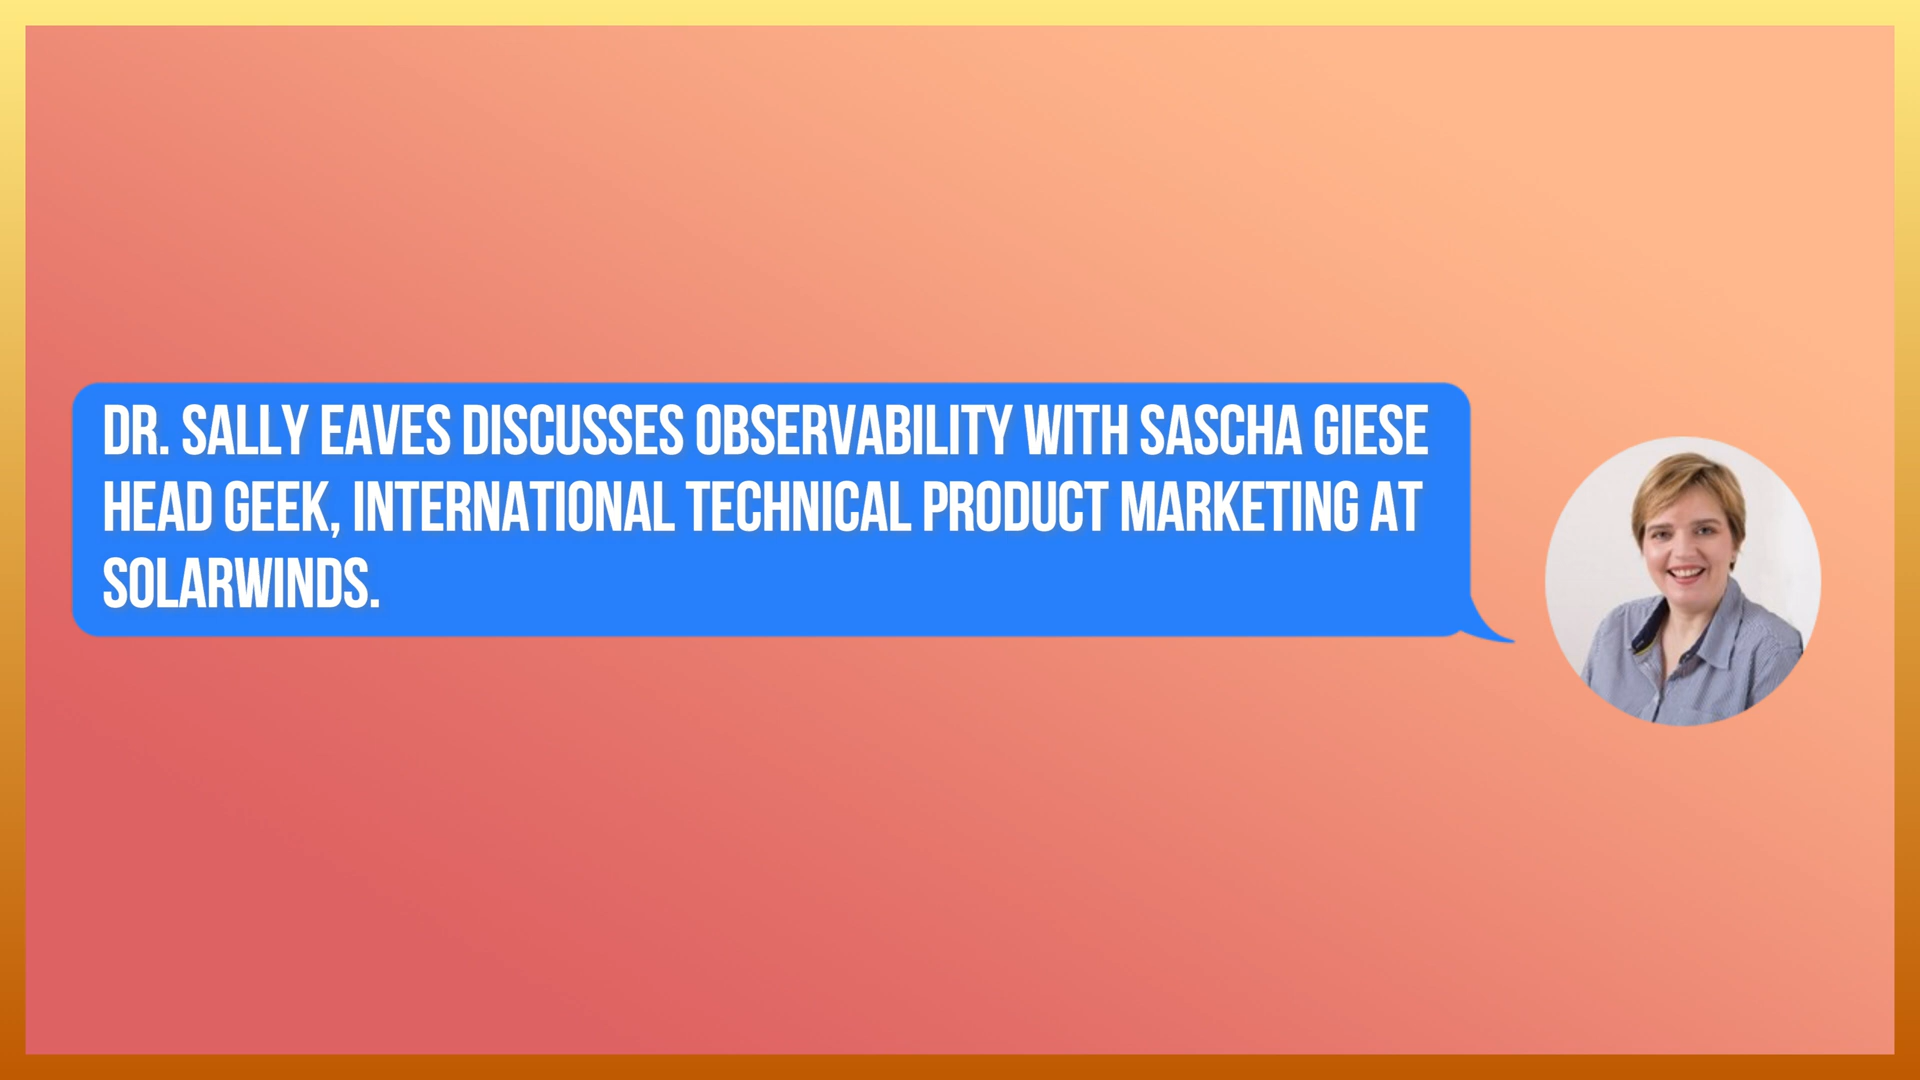 DR. SALLY EAVES DISCUSSES OBSERVABILITY WITH SASCHA GIESE
HEAD GEEK, INTERNATIONAL TECHNICAL PRODUCT MARKETING AT
SOLARWINDS.